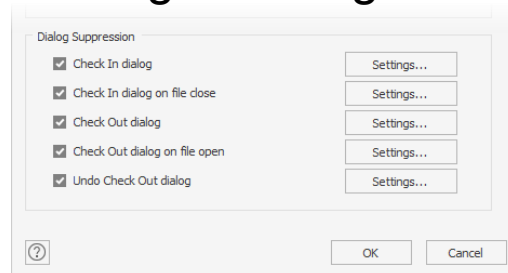 Dialog Suppression
Check In dialog Settings...
Check In dialog on file close Settings...
Check Out dialog Settings...
Check Out dialog on file open Settings...
Undo Check Out dialog Settings...
? OK Cancel